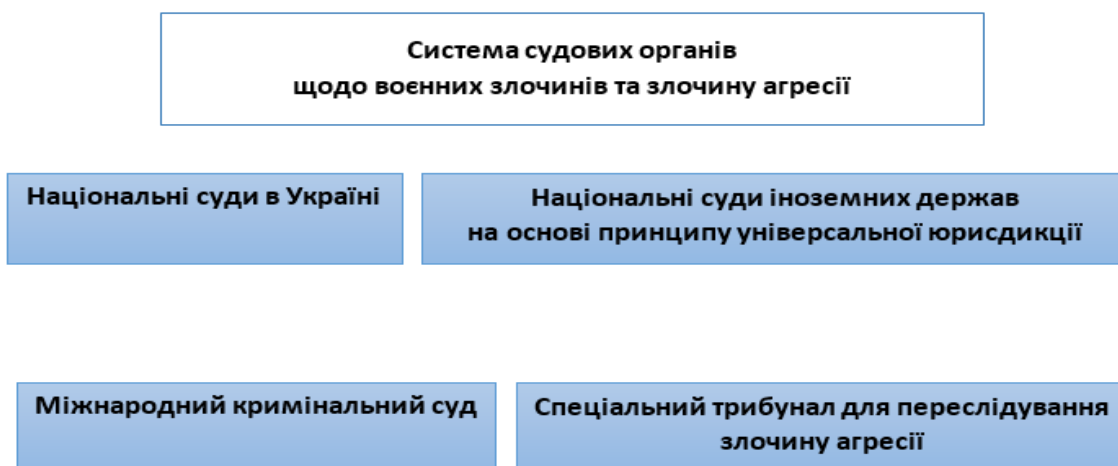 Система судових органів
щодо воєнних злочинів та злочину агресії
Національні суди в Україні
Національні суди іноземних держав
на основі принципу універсальної юрисдикції
Міжнародний кримінальний суд
Спеціальний трибунал для переслідування
злочину агресії